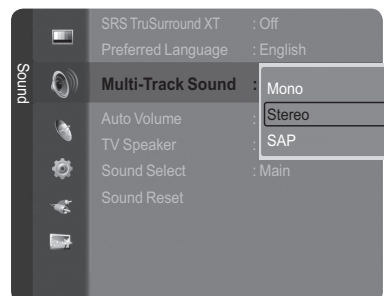 Sound
SRS TruSurround XT : Off
Preferred Language : English
Multi-Track Sound :
Mono
Stereo
SAP
Auto Volume :
TV Speaker :
Sound Select : Main
Sound Reset